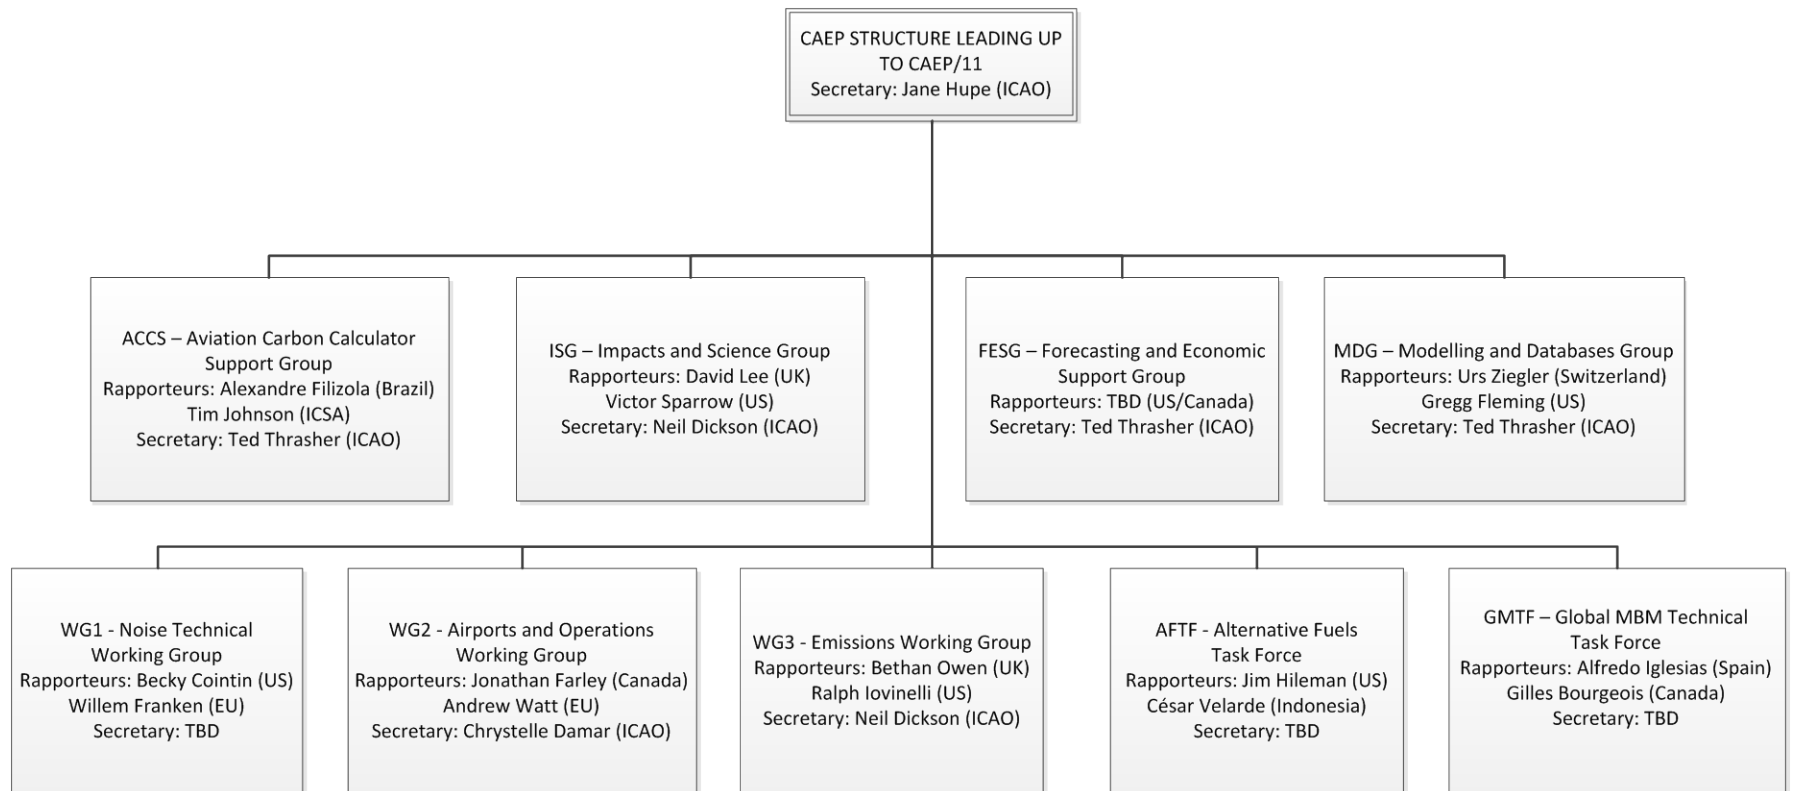 CAEP STRUCTURE LEADING UP
TO CAEP/11
Secretary: Jane Hupe (ICAO)
ACCS – Aviation Carbon Calculator
Support Group
Rapporteurs: Alexandre Filizola (Brazil)
Tim Johnson (ICSA)
Secretary: Ted Thrasher (ICAO)
ISG – Impacts and Science Group
Rapporteurs: David Lee (UK)
Victor Sparrow (US)
Secretary: Neil Dickson (ICAO)
FESG – Forecasting and Economic
Support Group
Rapporteurs: TBD (US/Canada)
Secretary: Ted Thrasher (ICAO)
MDG – Modelling and Databases Group
Rapporteurs: Urs Ziegler (Switzerland)
Gregg Fleming (US)
Secretary: Ted Thrasher (ICAO)
WG1 - Noise Technical
Working Group
Rapporteurs: Becky Cointin (US)
Willem Franken (EU)
Secretary: TBD
WG2 - Airports and Operations
Working Group
Rapporteurs: Jonathan Farley (Canada)
Andrew Watt (EU)
Secretary: Chrystelle Damar (ICAO)
WG3 - Emissions Working Group
Rapporteurs: Bethan Owen (UK)
Ralph Iovinelli (US)
Secretary: Neil Dickson (ICAO)
AFTF - Alternative Fuels
Task Force
Rapporteurs: Jim Hileman (US)
César Velarde (Indonesia)
Secretary: TBD
GMTF – Global MBM Technical
Task Force
Rapporteurs: Alfredo Iglesias (Spain)
Gilles Bourgeois (Canada)
Secretary: TBD